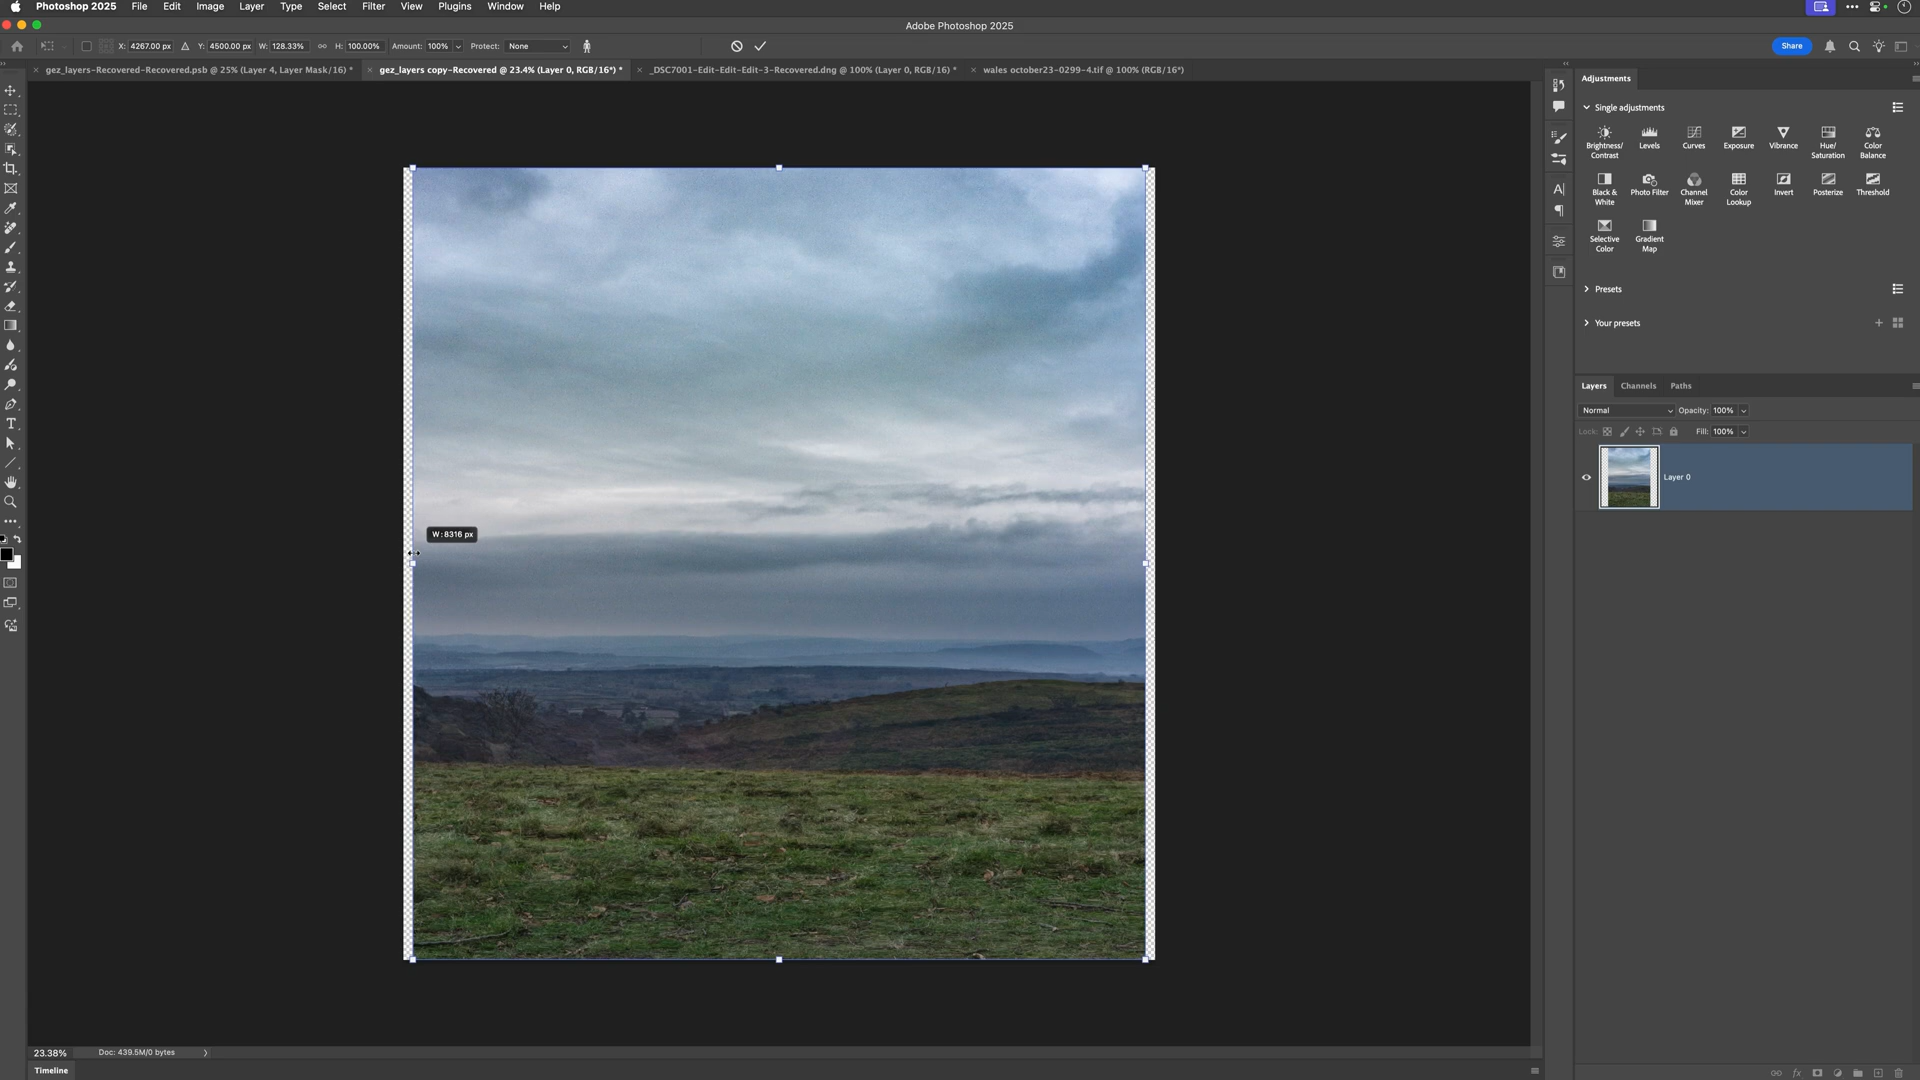 Photoshop 2025 File Edit Image Layer Type Select Filter View Plugins Window Help
Adobe Photoshop 2025
X: 4267.00 px Y: 4500.00 px W: 128.33% H: 100.00% Amount: 100% Protect: None Share
gez_layers-Recovered-Recovered.psb @ 25% (Layer 4, Layer Mask/16) * gez_layers copy-Recovered @ 23.4% (Layer 0, RGB/16*) * _DSC7001-Edit-Edit-Edit-3-Recovered.dng @ 100% (Layer 0, RGB/16*) * wales october23-0299-4.tif @ 100% (RGB/16*)
Adjustments
Single adjustments
Brightness/ Contrast
Levels
Curves
Exposure
Vibrance
Hue/ Saturation
Color Balance
Black & White
Photo Filter
Channel Mixer
Color Lookup
Invert
Posterize
Threshold
Selective Color
Gradient Map
Presets
Your presets
Layers Channels Paths
Normal Opacity: 100%
Lock: Fill: 100%
Layer 0
W: 8316 px
23.38% Doc: 439.5M/0 bytes
Timeline